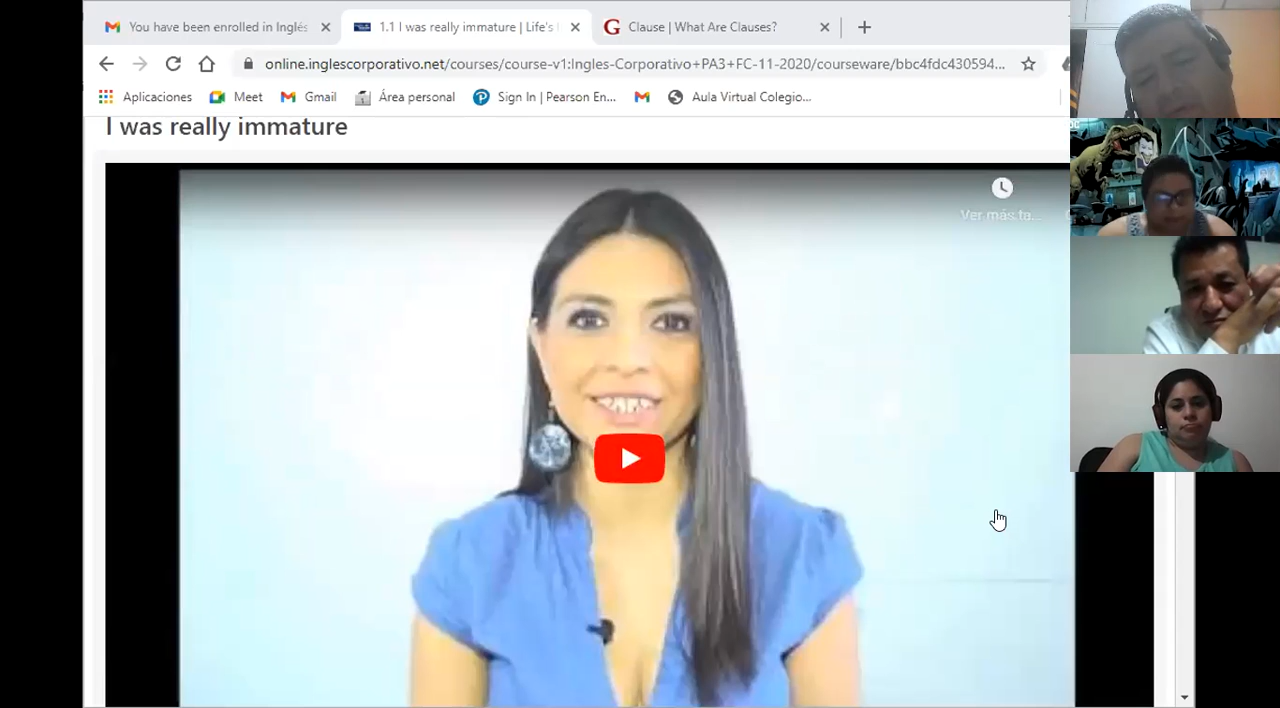 You have been enrolled in Inglés
1.1 I was really immature | Life's
Clause | What Are Clauses?
online.inglescorporativo.net/courses/course-v1:Ingles-Corporativo+PA3+FC-11-2020/courseware/bbc4fdc430594...
Aplicaciones
Meet
Gmail
Área personal
Sign In | Pearson En...
Aula Virtual Colegio...
I was really immature
Ver más ta...